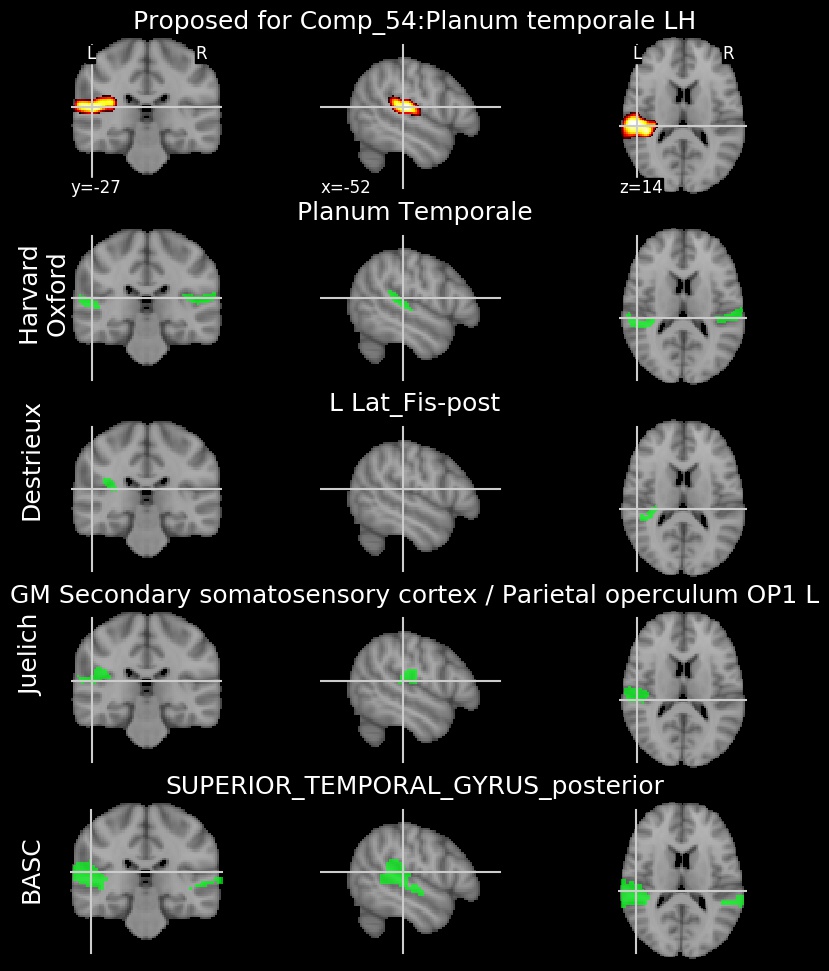 Proposed for Comp_54:Planum temporale LH
L R L R
y=-27 x=-52 z=14
Planum Temporale
Harvard
Oxford
L Lat_Fis-post
Destrieux
GM Secondary somatosensory cortex / Parietal operculum OP1 L
Juelich
SUPERIOR_TEMPORAL_GYRUS_posterior
BASC